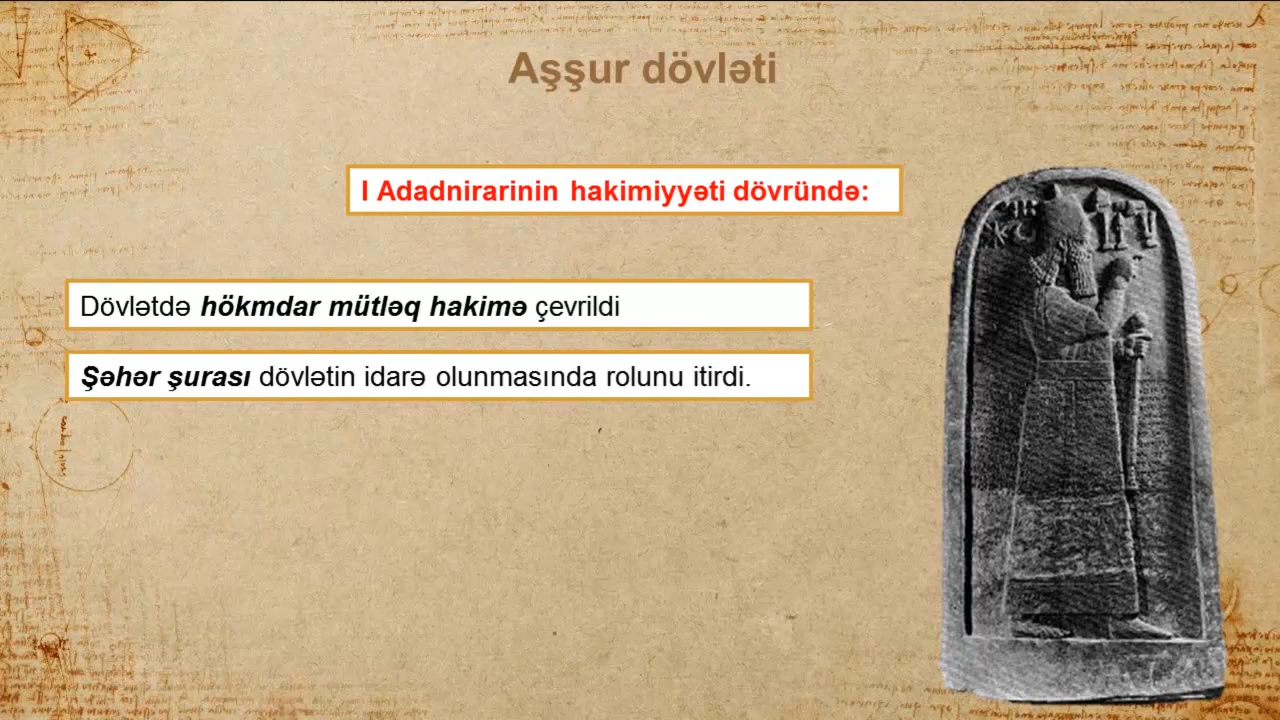 Aşşur dövləti
I Adadnirarinin hakimiyyəti dövründə:
Dövlətdə hökmdar mütləq hakimə çevrildi
Şəhər şurası dövlətin idarə olunmasında rolunu itirdi.